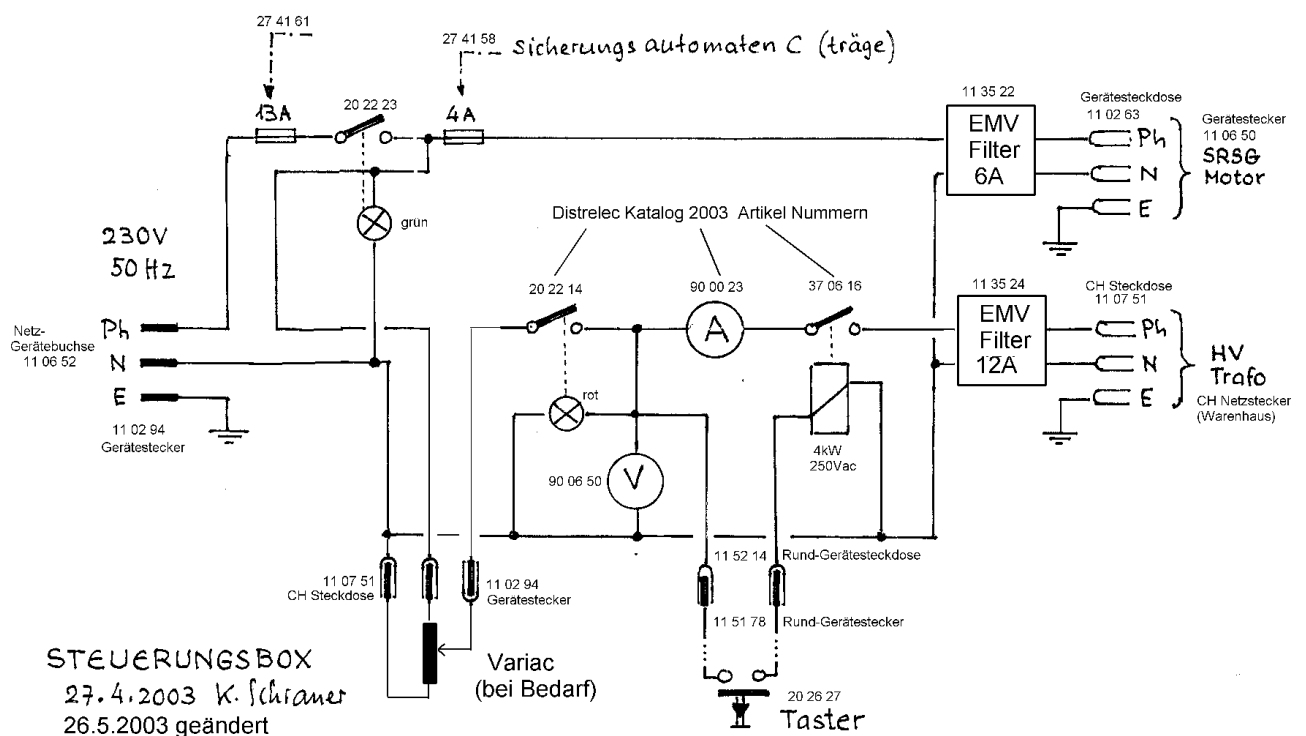 27 41 61
27 41 58
Sicherungs automaten C (träge)
13A
20 22 23
4A
11 35 22
EMV
Filter
6A
Gerätesteckdose
11 02 63
Ph
N
E
Gerätestecker
11 06 50
SRSG
Motor
grün
Distrelec Katalog 2003 Artikel Nummern
230V
50 Hz
20 22 14
90 00 23
37 06 16
11 35 24
CH Steckdose
11 07 51
Netz-
Gerätebuchse
11 06 52
Ph
N
E
A
EMV
Filter
12A
Ph
N
E
HV
Trafo
CH Netzstecker
(Warenhaus)
rot
11 02 94
Gerätestecker
4kW
250Vac
90 06 50
V
11 52 14 Rund-Gerätesteckdose
11 07 51
CH Steckdose
11 02 94
Gerätestecker
11 51 78 Rund-Gerätestecker
Variac
(bei Bedarf)
STEUERUNGSBOX
27.4.2003 K. Schraner
26.5.2003 geändert
20 26 27
Taster